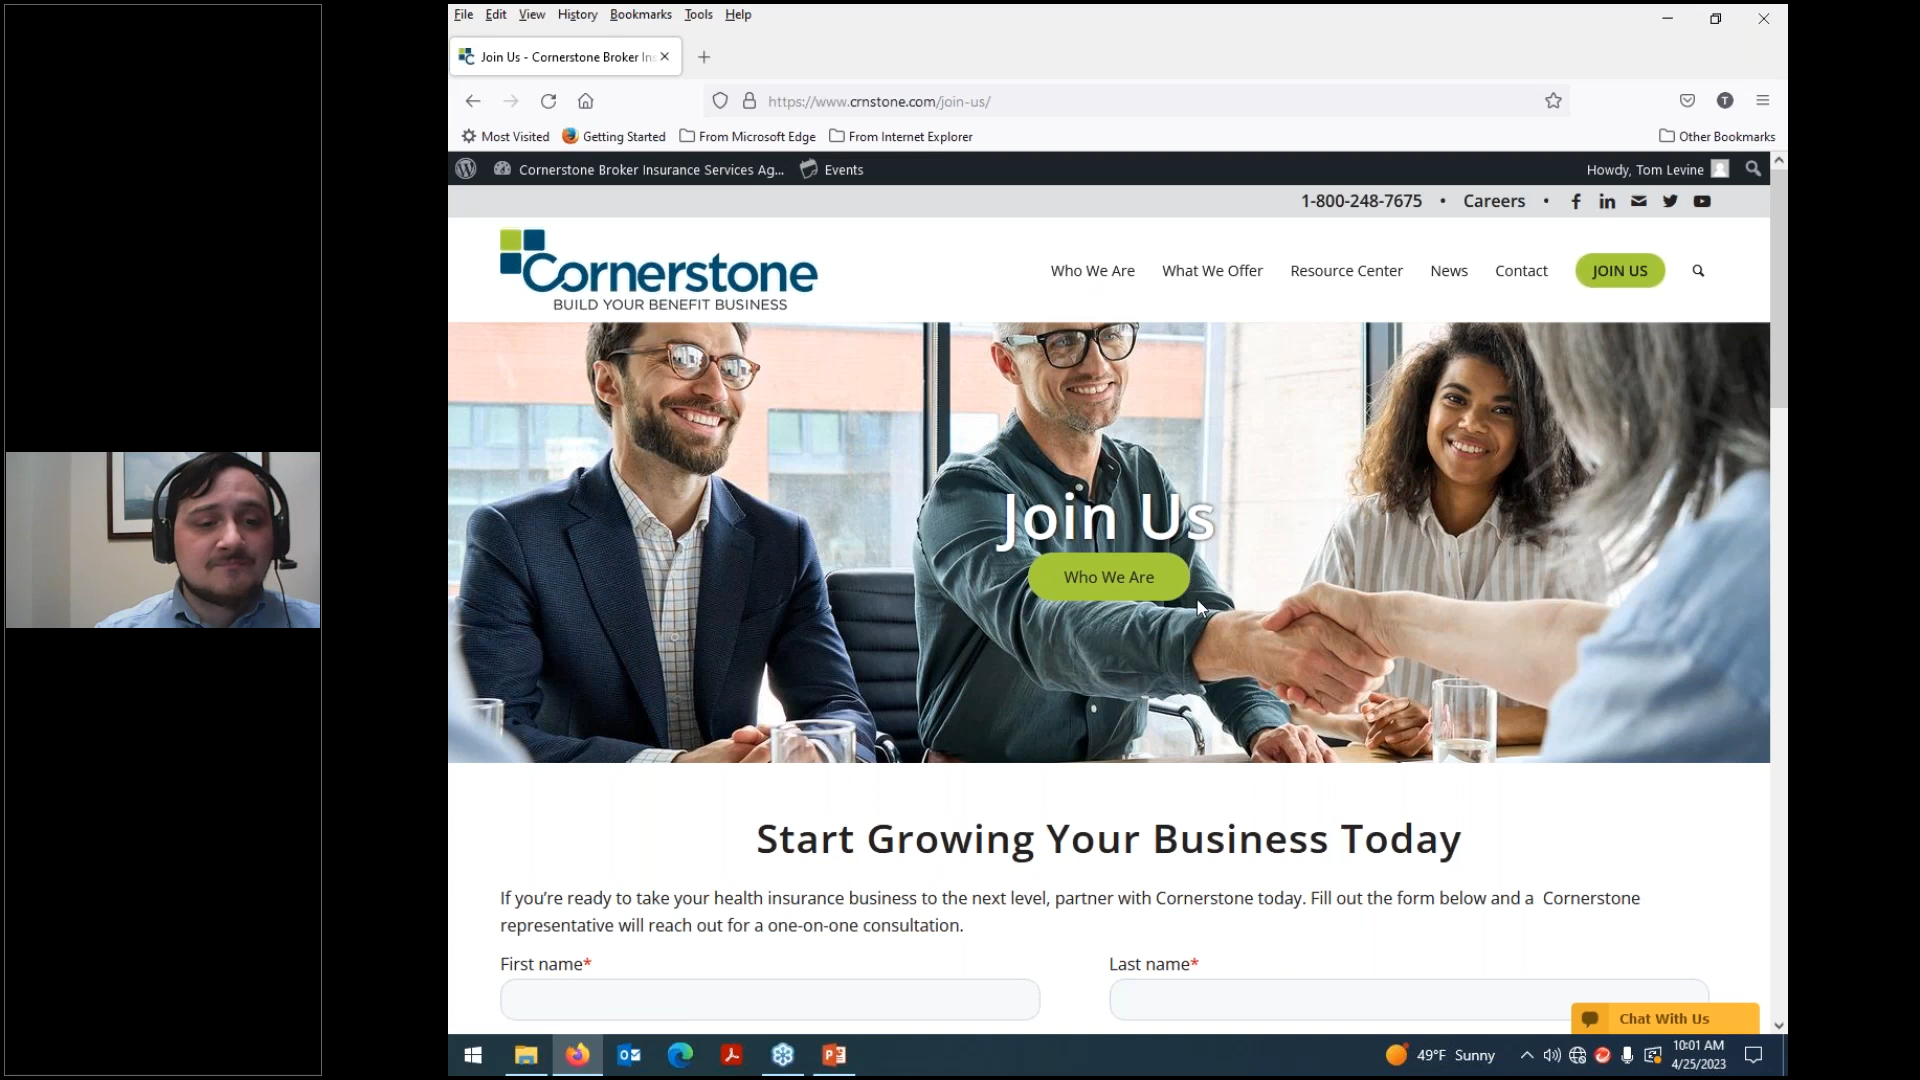 File Edit View History Bookmarks Tools Help
Join Us - Cornerstone Broker Ins
https://www.crnstone.com/join-us/
T
Most Visited Getting Started From Microsoft Edge From Internet Explorer Other Bookmarks
Cornerstone Broker Insurance Services Ag... Events Howdy, Tom Levine
1-800-248-7675 • Careers •
Cornerstone
BUILD YOUR BENEFIT BUSINESS
Who We Are What We Offer Resource Center News Contact JOIN US
Join Us
Who We Are
Start Growing Your Business Today
If you're ready to take your health insurance business to the next level, partner with Cornerstone today. Fill out the form below and a Cornerstone
representative will reach out for a one-on-one consultation.
First name* Last name*
Chat With Us
49°F Sunny 10:01 AM
4/25/2023